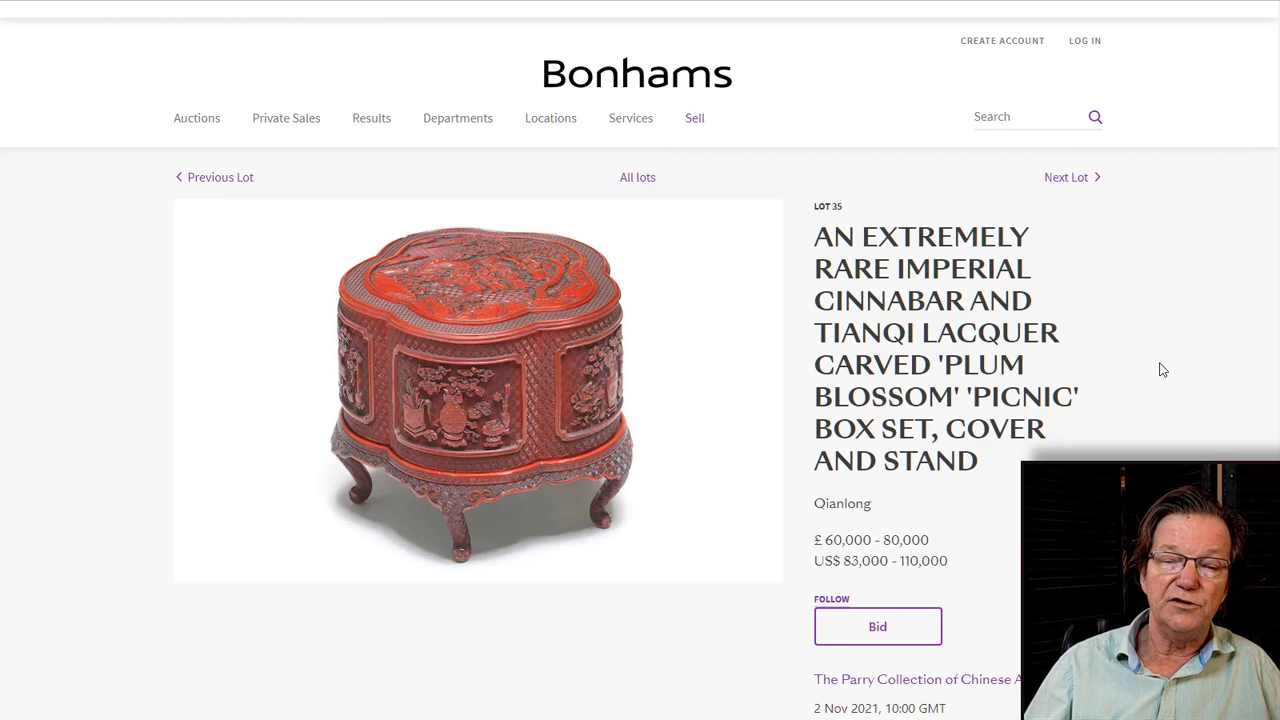 CREATE ACCOUNT LOG IN
Bonhams
Auctions Private Sales Results Departments Locations Services Sell Search
Previous Lot All lots Next Lot
LOT 35
AN EXTREMELY
RARE IMPERIAL
CINNABAR AND
TIANQI LACQUER
CARVED 'PLUM
BLOSSOM' 'PICNIC'
BOX SET, COVER
AND STAND
Qianlong
£ 60,000 - 80,000
US$ 83,000 - 110,000
FOLLOW
Bid
The Parry Collection of Chinese A
2 Nov 2021, 10:00 GMT